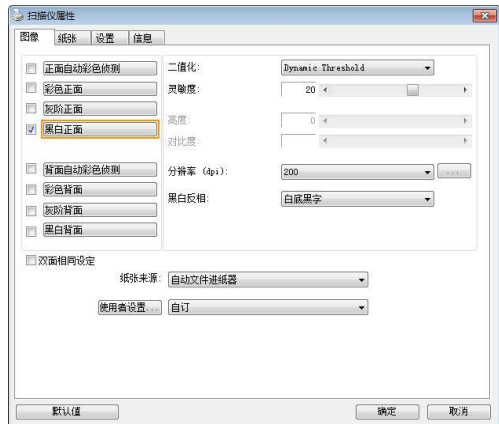 扫描仪属性
图像 纸张 设置 信息
正面自动彩色侦测
彩色正面
灰阶正面
黑白正面
背面自动彩色侦测
彩色背面
灰阶背面
黑白背面
二值化: Dynamic Threshold
灵敏度: 20
亮度: 0
对比度:
分辨率 (dpi): 200 ...
黑白反相: 白底黑字
双面相同设定
纸张来源: 自动文件进纸器
使用者设置... 自订
默认值 确定 取消